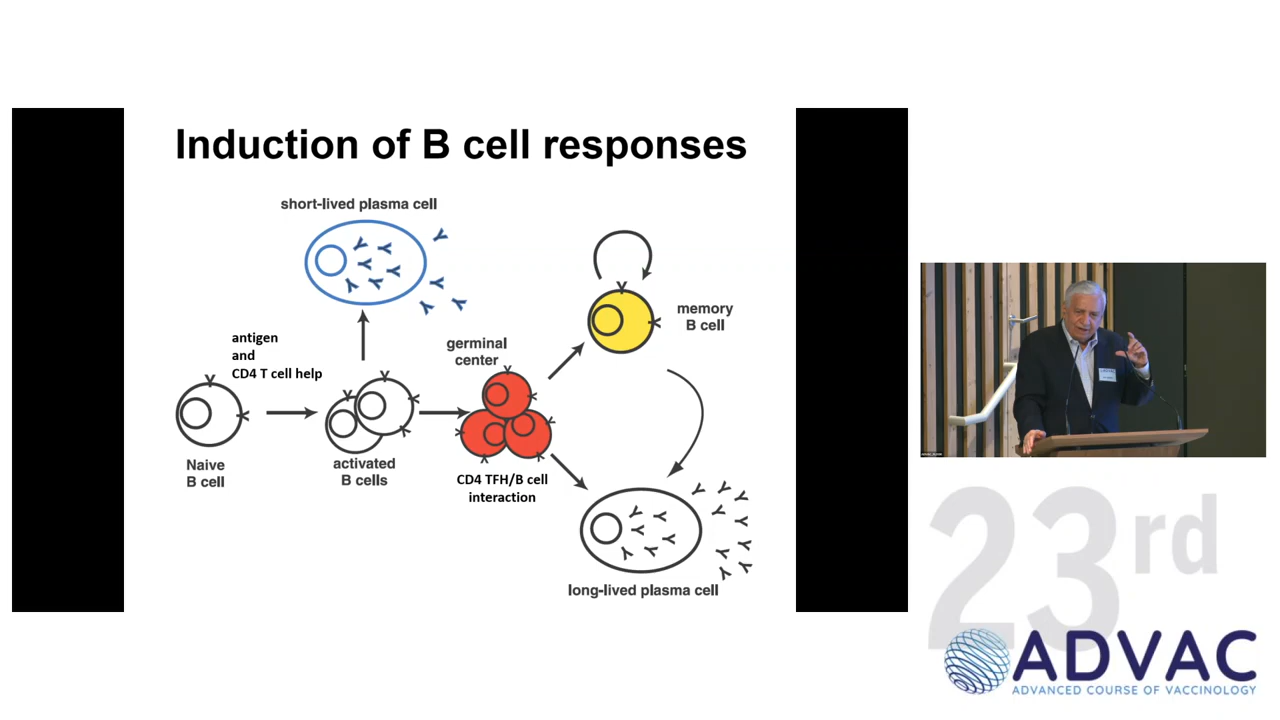 Induction of B cell responses
short-lived plasma cell
antigen
and
CD4 T cell help
germinal
center
memory
B cell
Naive
B cell
activated
B cells
CD4 TFH/B cell
interaction
long-lived plasma cell
23rd
ADVAC
ADVANCED COURSE OF VACCINOLOGY